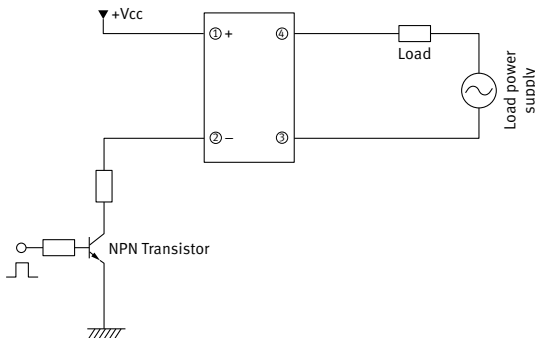 +Vcc
① +
④
Load
Load power
supply
② –
③
NPN Transistor